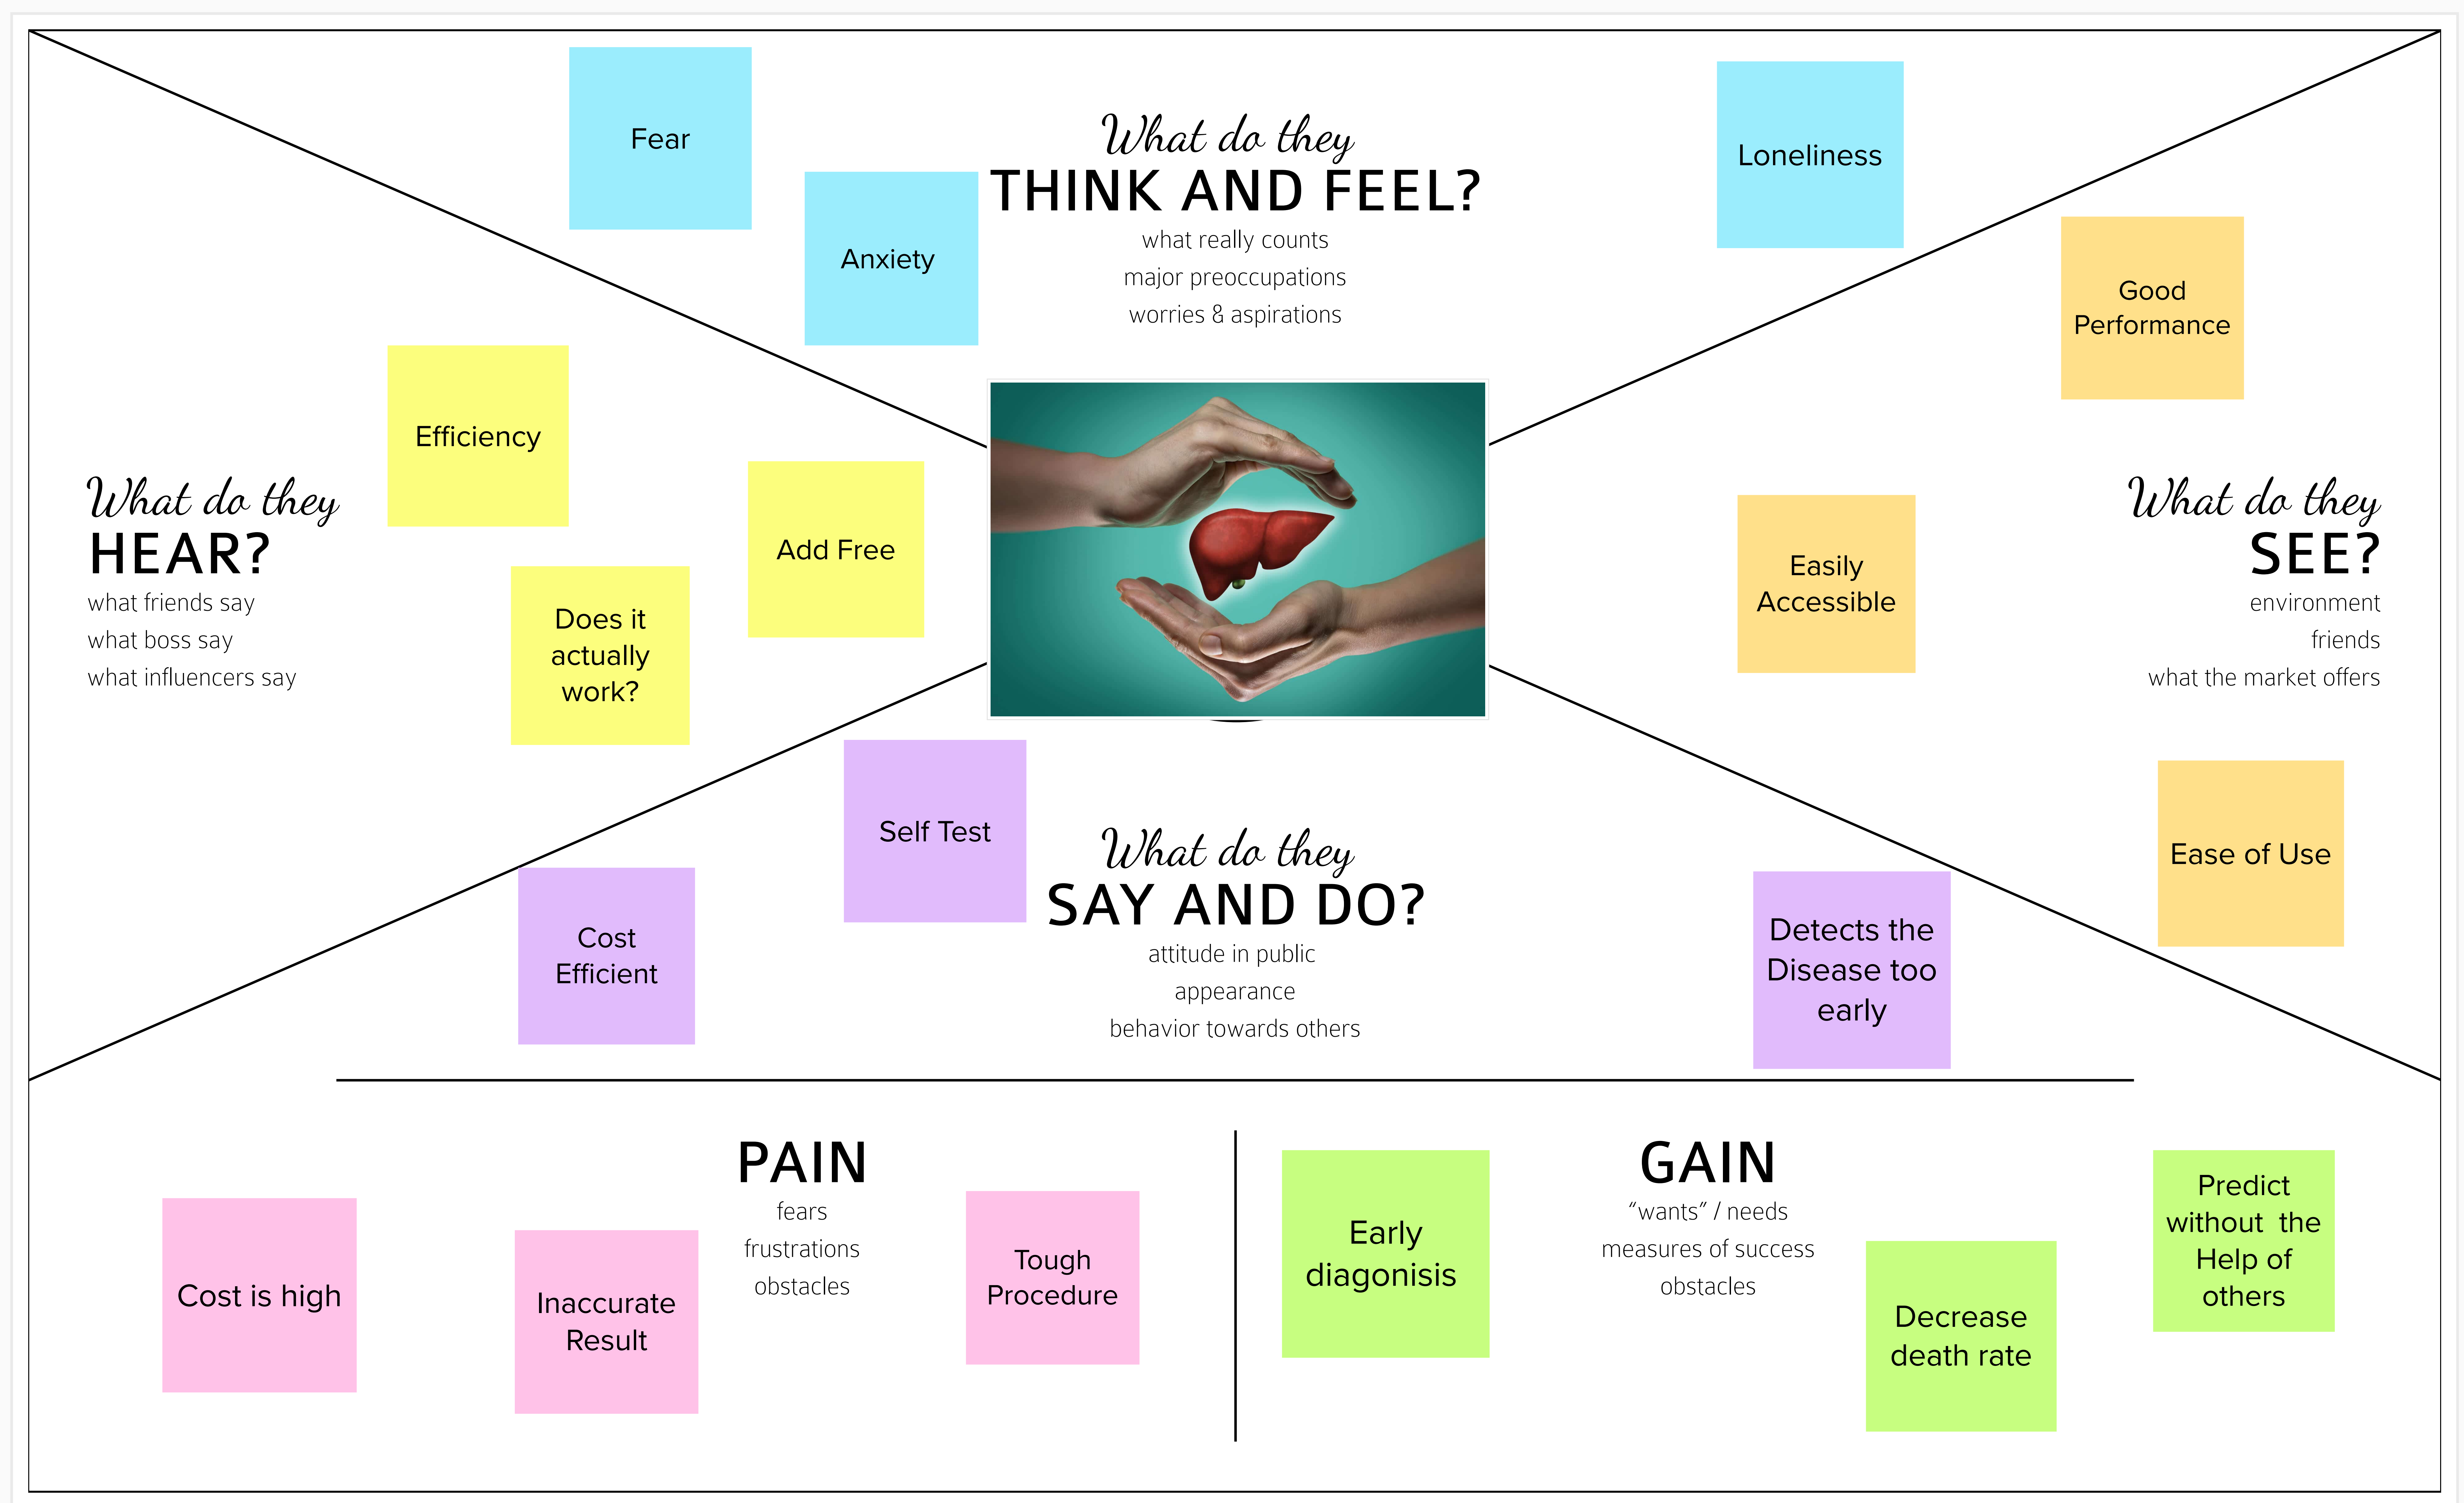 Fear
Anxiety
What do they
THINK AND FEEL?
what really counts
major preoccupations
worries & aspirations
Loneliness
What do they
HEAR?
what friends say
what boss say
what influencers say
Efficiency
Add Free
Does it
actually
work?
What do they
SEE?
environment
friends
what the market offers
Good
Performance
Easily
Accessible
Ease of Use
What do they
SAY AND DO?
attitude in public
appearance
behavior towards others
Self Test
Cost
Efficient
Detects the
Disease too
early
PAIN
fears
frustrations
obstacles
Cost is high
Inaccurate
Result
Tough
Procedure
GAIN
“wants” / needs
measures of success
obstacles
Early
diagonisis
Decrease
death rate
Predict
without  the
Help of
others